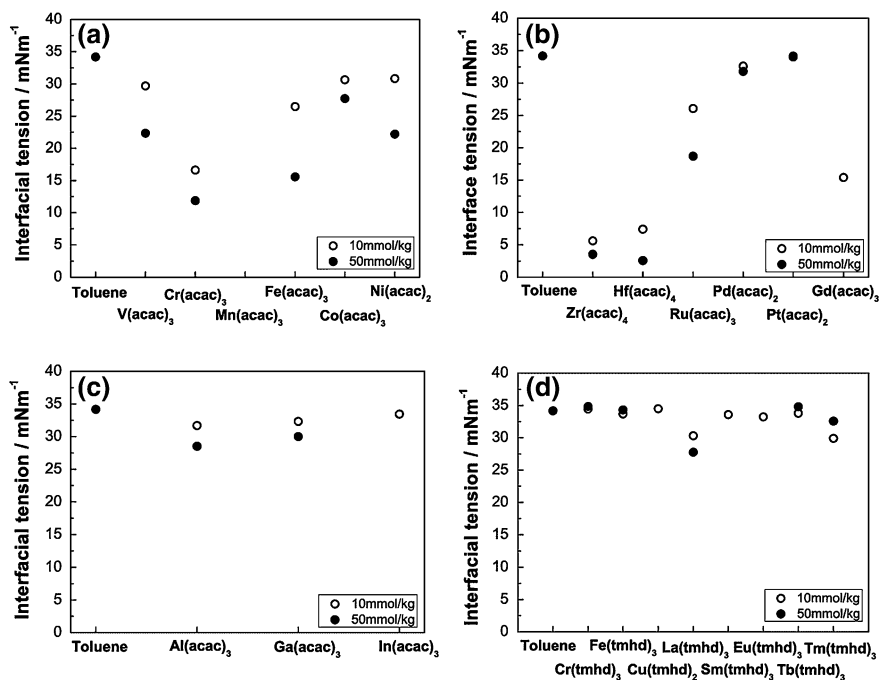 (a)
Interfacial tension / mNm⁻¹
40
35
30
25
20
15
10
5
0
10mmol/kg
50mmol/kg
Toluene
V(acac)₃
Cr(acac)₃
Mn(acac)₃
Fe(acac)₃
Co(acac)₃
Ni(acac)₂
(b)
Interface tension / mNm⁻¹
40
35
30
25
20
15
10
5
0
10mmol/kg
50mmol/kg
Toluene
Zr(acac)₄
Hf(acac)₄
Ru(acac)₃
Pd(acac)₂
Pt(acac)₂
Gd(acac)₃
(c)
Interfacial tension / mNm⁻¹
40
35
30
25
20
15
10
5
0
10mmol/kg
50mmol/kg
Toluene
Al(acac)₃
Ga(acac)₃
In(acac)₃
(d)
Interfacial tension / mNm⁻¹
40
35
30
25
20
15
10
5
0
10mmol/kg
50mmol/kg
Toluene
Cr(tmhd)₃
Fe(tmhd)₃
Cu(tmhd)₂
La(tmhd)₃
Sm(tmhd)₃
Eu(tmhd)₃
Tb(tmhd)₃
Tm(tmhd)₃